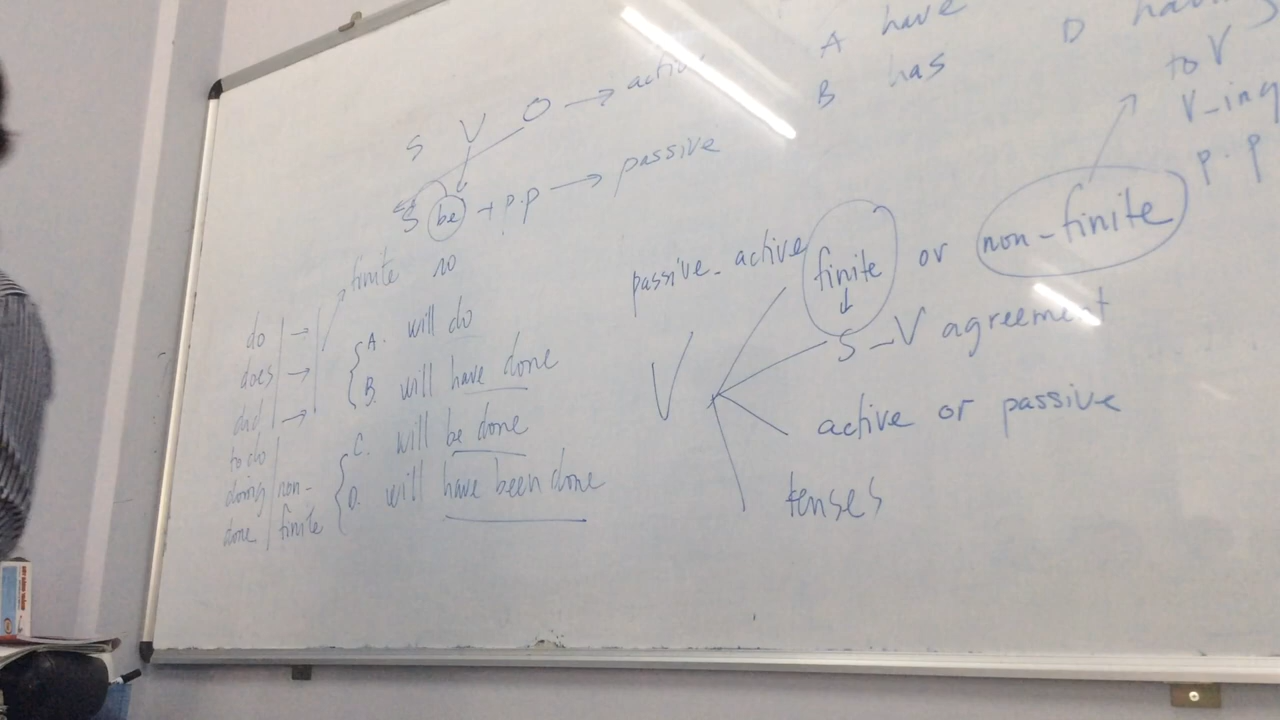 S V O → active
S be + p.p → passive
finite no
do →
does →
did →
to do
doing non-
done finite
A. will do
B. will have done
C. will be done
D. will have been done
A have
B has
D having
to V
V-ing
p.p
passive - active finite or non-finite
↓
V S-V agreement
active or passive
tenses